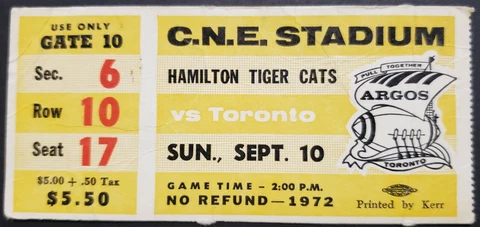 USE ONLY
GATE 10
Sec. 6
Row 10
Seat 17
$5.00 + .50 Tax
$5.50
C.N.E. STADIUM
HAMILTON TIGER CATS
vs Toronto
SUN., SEPT. 10
GAME TIME - 2:00 P.M.
NO REFUND—1972
PULL TOGETHER
ARGOS
TORONTO
Printed by Kerr